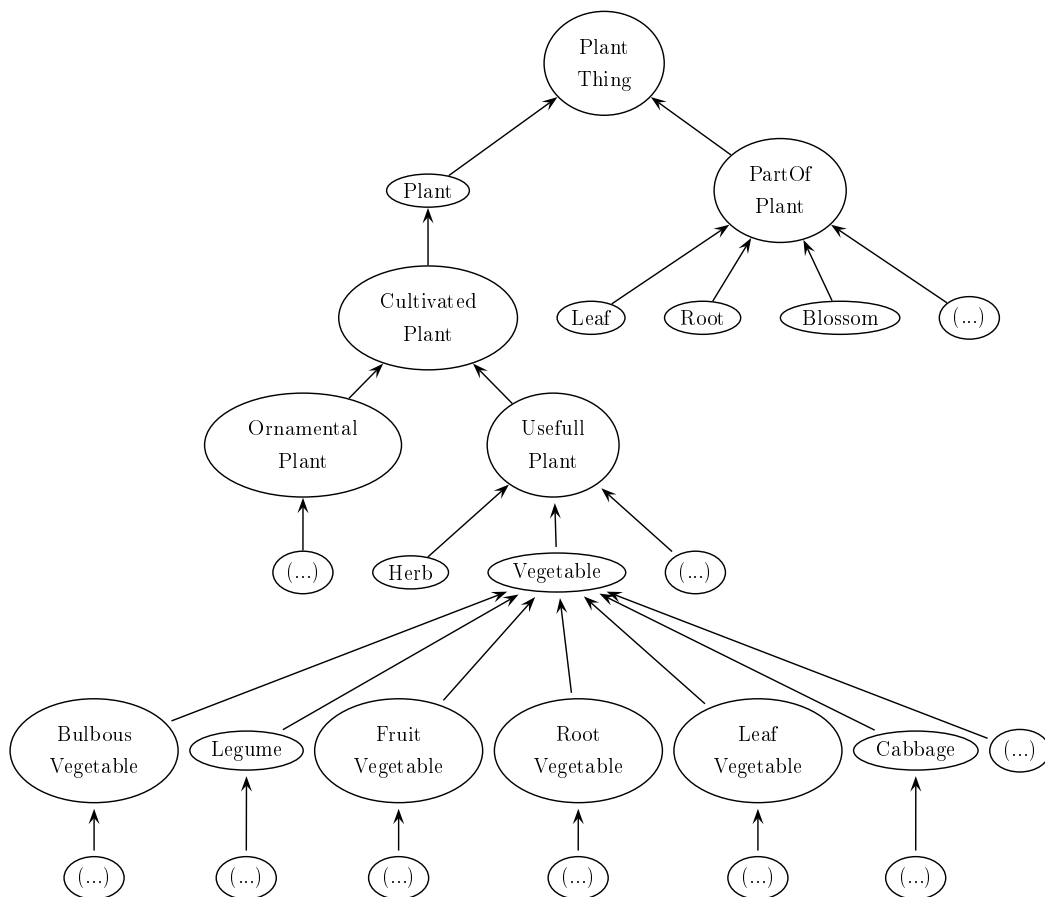 Plant
Thing
Plant
PartOf
Plant
Cultivated
Plant
Leaf
Root
Blossom
(...)
Ornamental
Plant
Usefull
Plant
(...)
Herb
Vegetable
(...)
Bulbous
Vegetable
Legume
Fruit
Vegetable
Root
Vegetable
Leaf
Vegetable
Cabbage
(...)
(...)
(...)
(...)
(...)
(...)
(...)